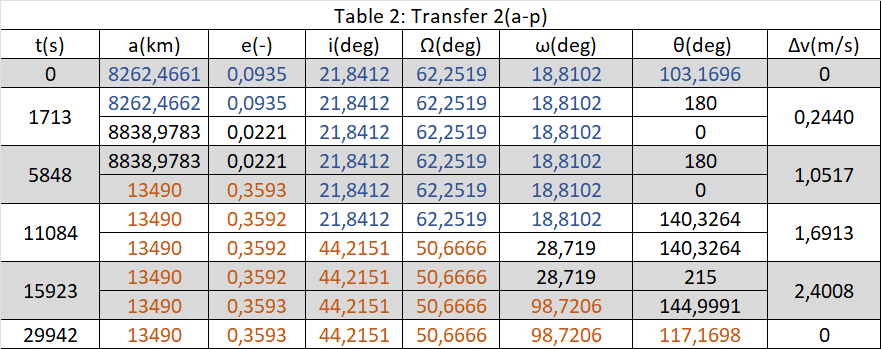 Table 2: Transfer 2(a-p)
t(s) a(km) e(-) i(deg) Ω(deg) ω(deg) θ(deg) Δv(m/s)
0 8262,4661 0,0935 21,8412 62,2519 18,8102 103,1696 0
1713 8262,4662 0,0935 21,8412 62,2519 18,8102 180 0,2440
8838,9783 0,0221 21,8412 62,2519 18,8102 0
5848 8838,9783 0,0221 21,8412 62,2519 18,8102 180 1,0517
13490 0,3593 21,8412 62,2519 18,8102 0
11084 13490 0,3592 21,8412 62,2519 18,8102 140,3264 1,6913
13490 0,3592 44,2151 50,6666 28,719 140,3264
15923 13490 0,3592 44,2151 50,6666 28,719 215 2,4008
13490 0,3593 44,2151 50,6666 98,7206 144,9991
29942 13490 0,3593 44,2151 50,6666 98,7206 117,1698 0